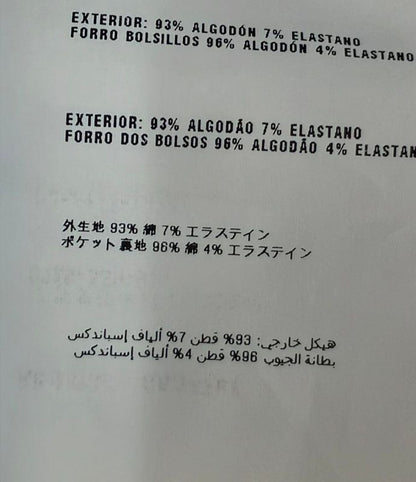 EXTERIOR: 93% ALGODÓN 7% ELASTANO
FORRO BOLSILLOS 96% ALGODÓN 4% ELASTANO
EXTERIOR: 93% ALGODÃO 7% ELASTANO
FORRO DOS BOLSOS 96% ALGODÃO 4% ELASTAN
外生地 93% 綿 7% エラステイン
ポケット裏地 96% 綿 4% エラステイン
هيكل خارجي: 93% قطن 7% ألياف إسباندكس
بطانة الجيوب 96% قطن 4% ألياف إسباندكس